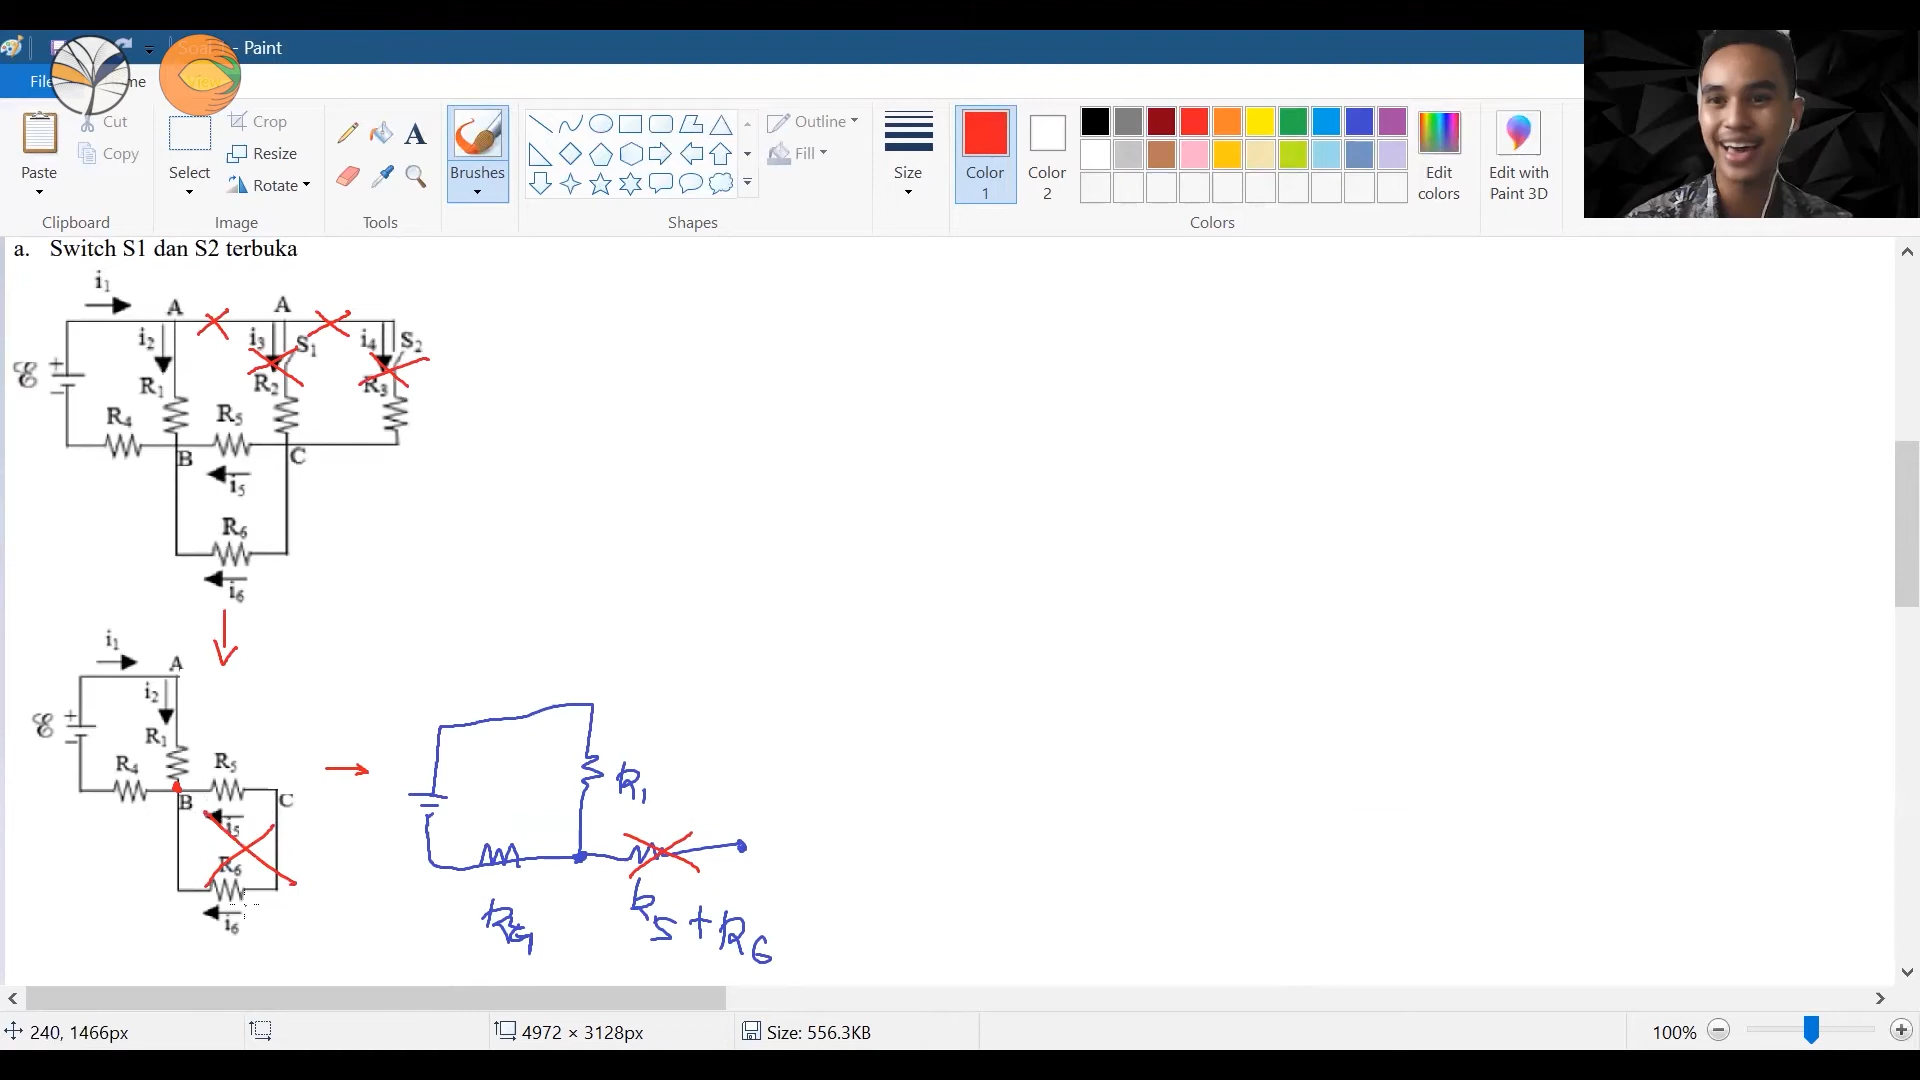 Soal - Paint
File
View
Paste
Cut
Copy
Clipboard
Select
Crop
Resize
Rotate
Image
Tools
Brushes
Shapes
Outline
Fill
Size
Color
1
Color
2
Colors
Edit
colors
Edit with
Paint 3D
a. Switch S1 dan S2 terbuka
i1
A A
i2 i3 S1 i4 S2
ℰ + -
R1 R2 R3
R4 R5
B C
i5
R6
i6
i1
A
i2
ℰ + -
R1
R4 R5
B C
i5
R6
i6
R1
R4
R5 + R6
240, 1466px
4972 × 3128px
Size: 556.3KB
100%